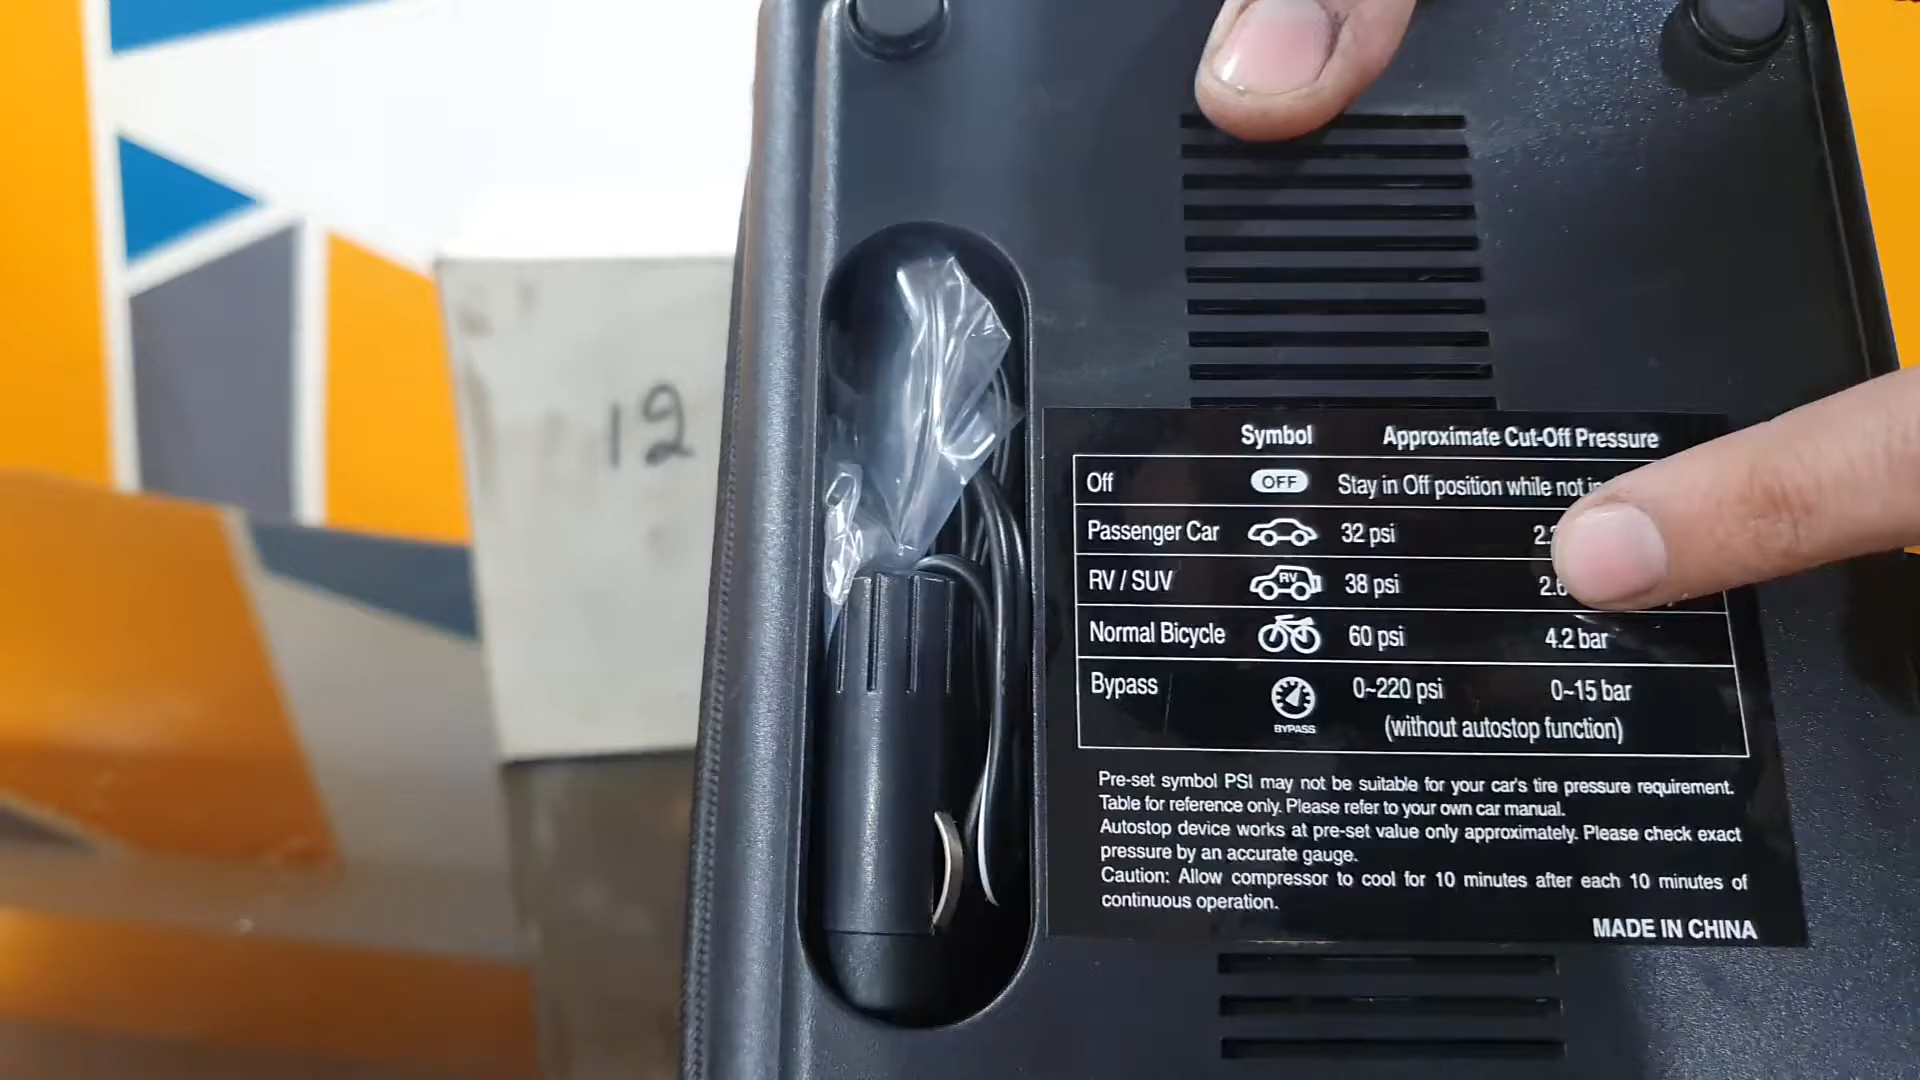 12
Symbol Approximate Cut-Off Pressure
Off OFF Stay in Off position while not
Passenger Car 32 psi
RV / SUV RV 38 psi
Normal Bicycle 60 psi 4.2 bar
Bypass 0~220 psi 0~15 bar
BYPASS (without autostop function)
Pre-set symbol PSI may not be suitable for your car's tire pressure requirement.
Table for reference only. Please refer to your own car manual.
Autostop device works at pre-set value only approximately. Please check exact
pressure by an accurate gauge.
Caution: Allow compressor to cool for 10 minutes after each 10 minutes of
continuous operation.
MADE IN CHINA